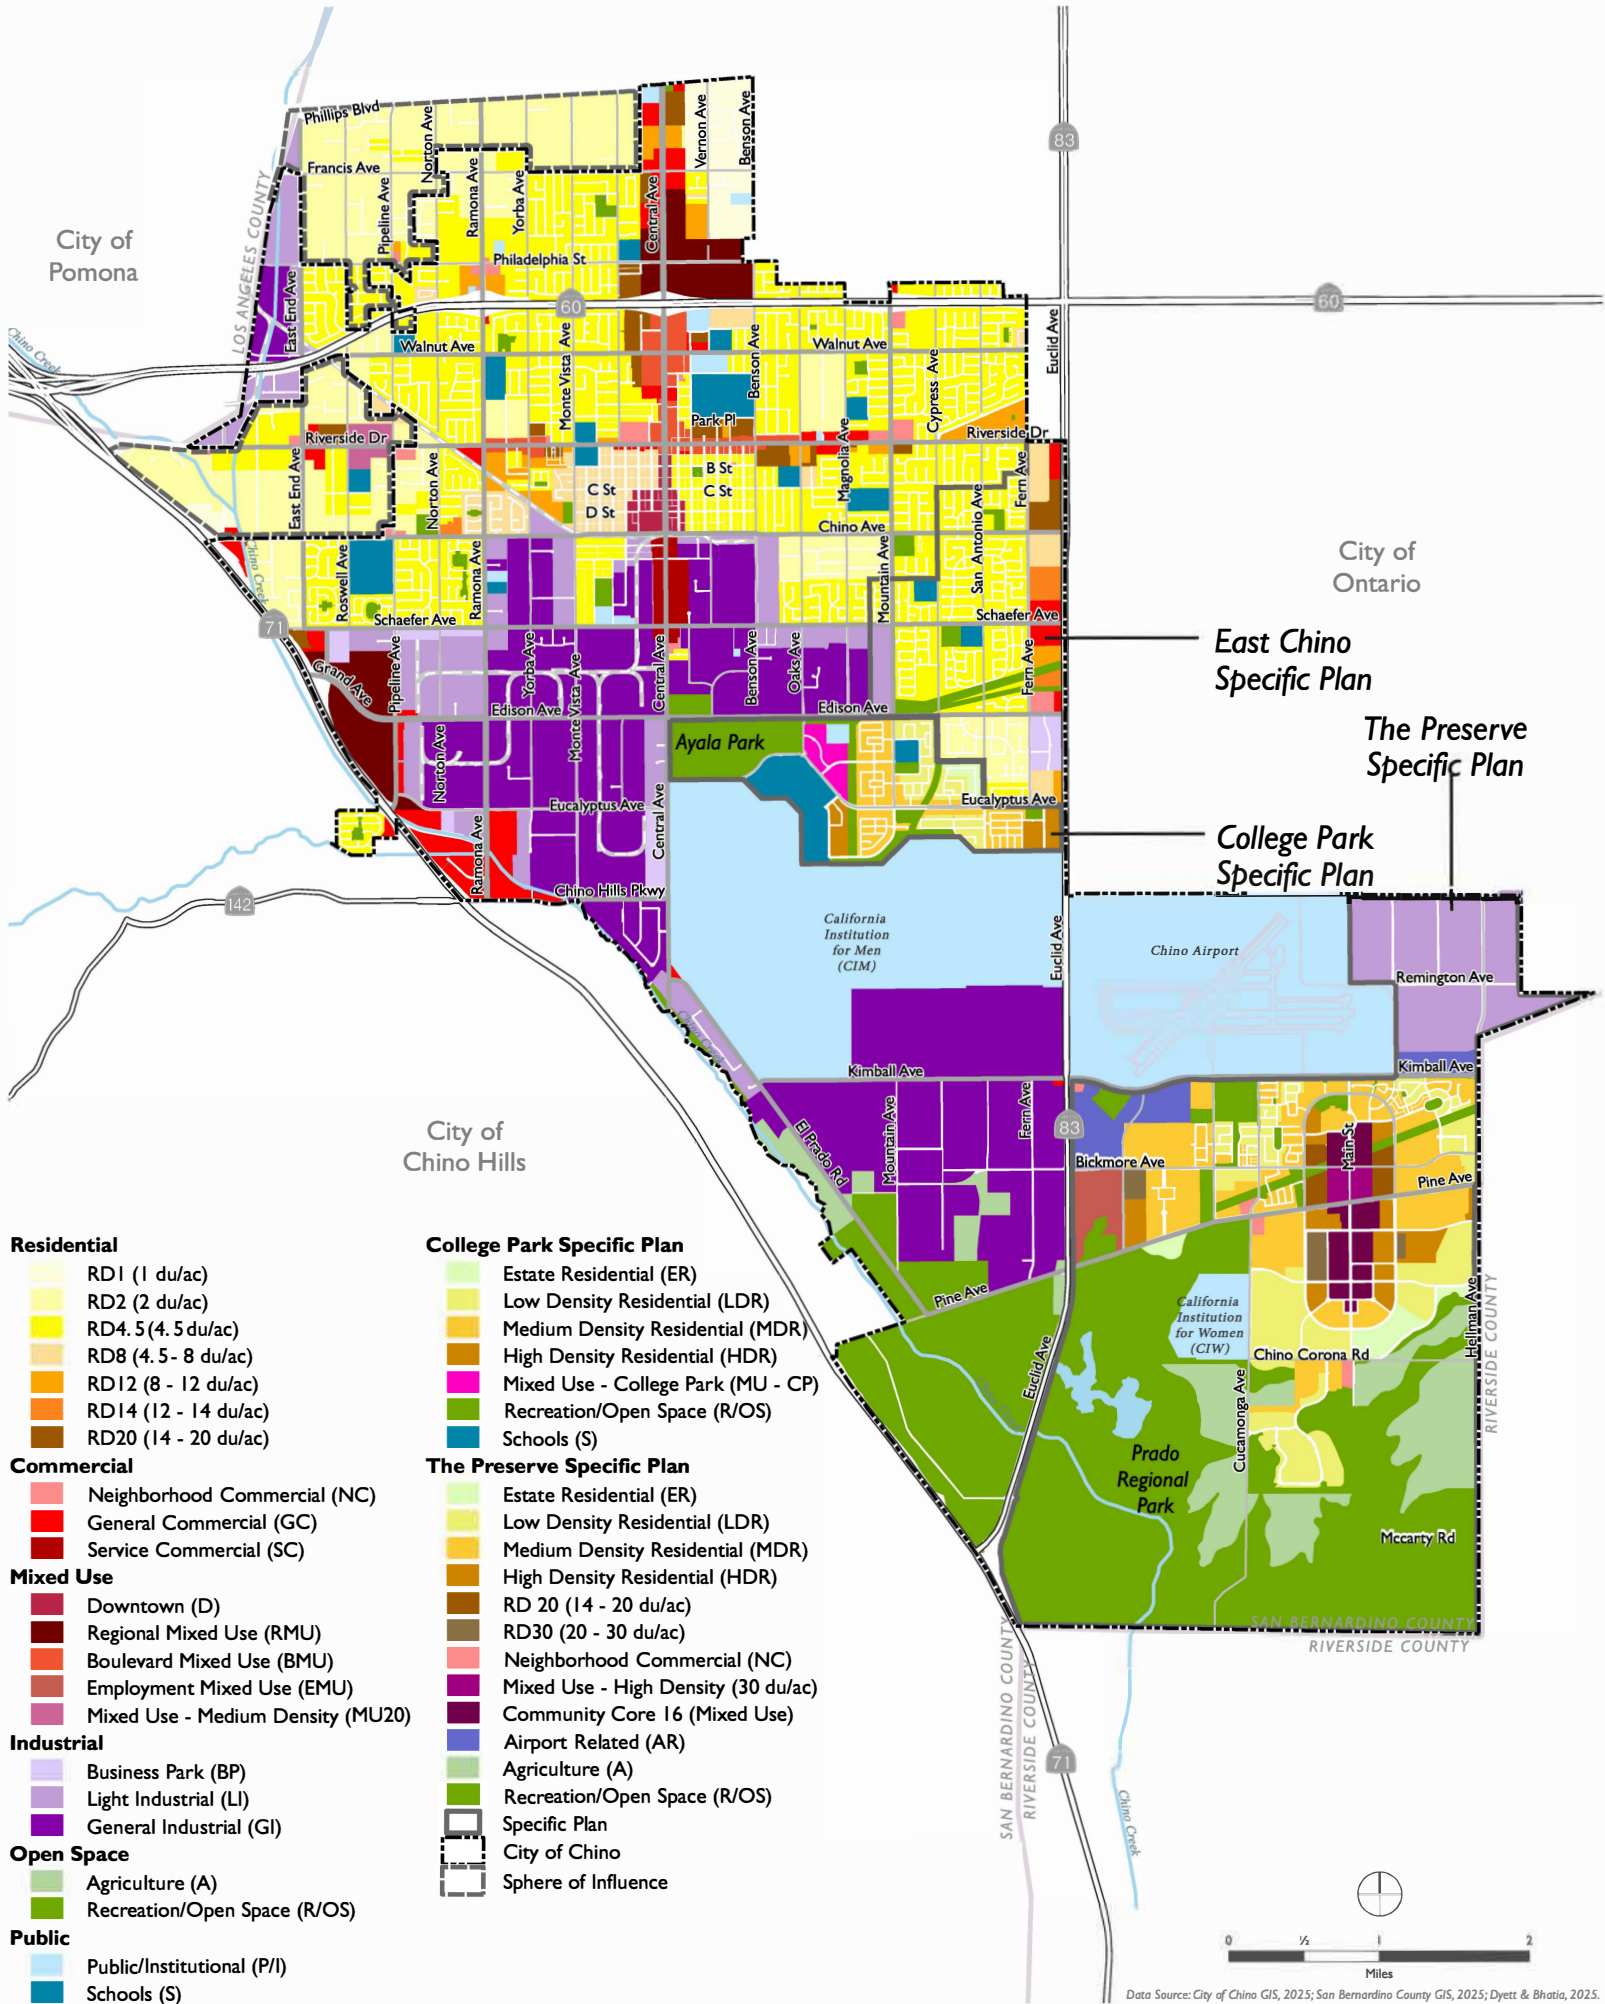 Phillips Blvd
Francis Ave
Norton Ave
Pipeline Ave
Ramona Ave
Yorba Ave
Central Ave
Vernon Ave
Benson Ave
83
City of
Pomona
LOS ANGELES COUNTY
Philadelphia St
60
60
Chino Creek
East End Ave
Walnut Ave
Monte Vista Ave
Benson Ave
Walnut Ave
Cypress Ave
Euclid Ave
Park Pl
Riverside Dr
Riverside Dr
East End Ave
Norton Ave
B St
C St
C St
D St
Magnolia Ave
Chino Ave
San Antonio Ave
Fern Ave
City of
Ontario
Chino Creek
Roswell Ave
Ramona Ave
Mountain Ave
Schaefer Ave
Schaefer Ave
71
East Chino
Specific Plan
Grand Ave
Pipeline Ave
Yorba Ave
Monte Vista Ave
Central Ave
Benson Ave
Oaks Ave
Fern Ave
Edison Ave
Edison Ave
The Preserve
Specific Plan
Ayala Park
Norton Ave
Eucalyptus Ave
Central Ave
Eucalyptus Ave
College Park
Specific Plan
Ramona Ave
Chino Hills Pkwy
142
California
Institution
for Men
(CIM)
Euclid Ave
Chino Airport
Remington Ave
Chino Creek
Kimball Ave
Kimball Ave
City of
Chino Hills
El Prado Rd
Mountain Ave
Fern Ave
83
Bickmore Ave
Main St
Pine Ave
Pine Ave
California
Institution
for Women
(CIW)
Chino Corona Rd
Hellman Ave
RIVERSIDE COUNTY
Euclid Ave
Cucamonga Ave
Prado
Regional
Park
Mccarty Rd
SAN BERNARDINO COUNTY
RIVERSIDE COUNTY
SAN BERNARDINO COUNTY
RIVERSIDE COUNTY
71
Chino Creek
Residential
RD1 (1 du/ac)
RD2 (2 du/ac)
RD4.5 (4.5 du/ac)
RD8 (4.5- 8 du/ac)
RD12 (8 - 12 du/ac)
RD14 (12 - 14 du/ac)
RD20 (14 - 20 du/ac)
Commercial
Neighborhood Commercial (NC)
General Commercial (GC)
Service Commercial (SC)
Mixed Use
Downtown (D)
Regional Mixed Use (RMU)
Boulevard Mixed Use (BMU)
Employment Mixed Use (EMU)
Mixed Use - Medium Density (MU20)
Industrial
Business Park (BP)
Light Industrial (LI)
General Industrial (GI)
Open Space
Agriculture (A)
Recreation/Open Space (R/OS)
Public
Public/Institutional (P/I)
Schools (S)
College Park Specific Plan
Estate Residential (ER)
Low Density Residential (LDR)
Medium Density Residential (MDR)
High Density Residential (HDR)
Mixed Use - College Park (MU - CP)
Recreation/Open Space (R/OS)
Schools (S)
The Preserve Specific Plan
Estate Residential (ER)
Low Density Residential (LDR)
Medium Density Residential (MDR)
High Density Residential (HDR)
RD 20 (14 - 20 du/ac)
RD30 (20 - 30 du/ac)
Neighborhood Commercial (NC)
Mixed Use - High Density (30 du/ac)
Community Core 16 (Mixed Use)
Airport Related (AR)
Agriculture (A)
Recreation/Open Space (R/OS)
Specific Plan
City of Chino
Sphere of Influence
0 ½ 1 2
Miles
Data Source: City of Chino GIS, 2025; San Bernardino County GIS, 2025; Dyett & Bhatia, 2025.